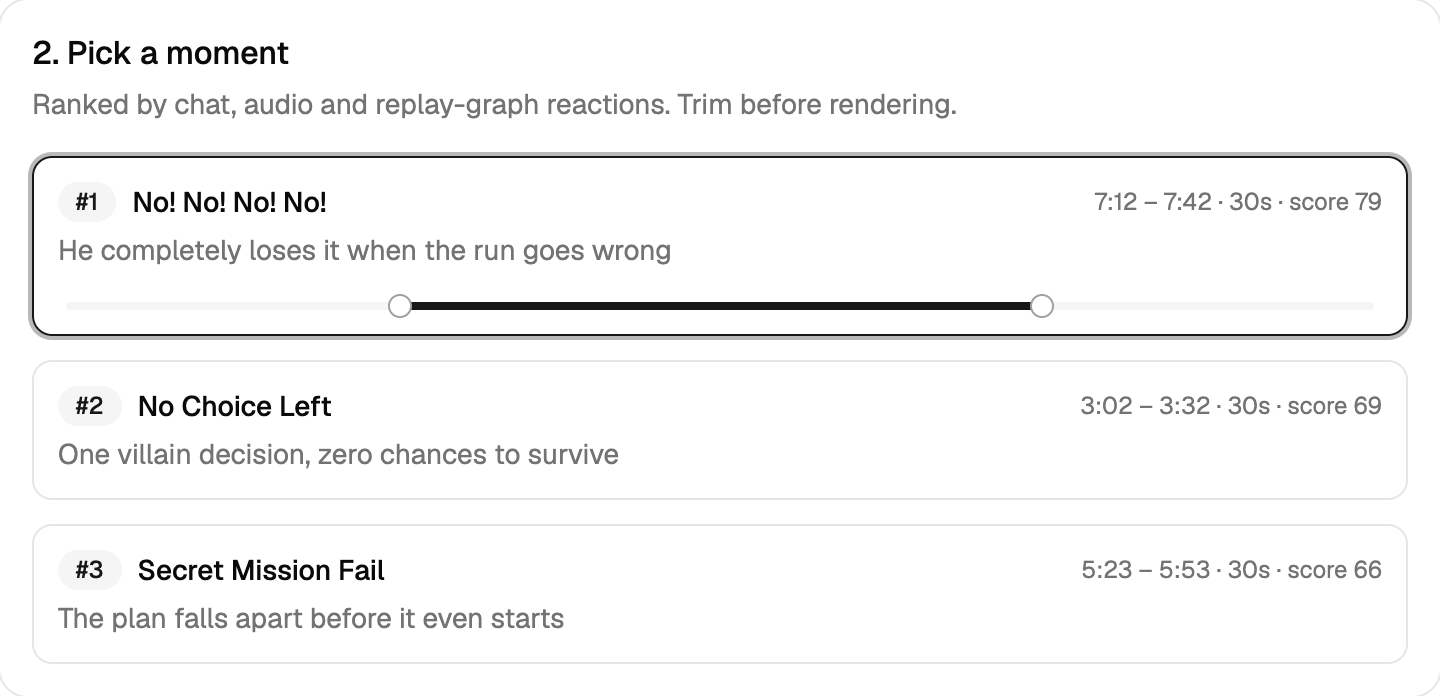 2. Pick a moment
Ranked by chat, audio and replay-graph reactions. Trim before rendering.
#1 No! No! No! No! 7:12 – 7:42 · 30s · score 79
He completely loses it when the run goes wrong
#2 No Choice Left 3:02 – 3:32 · 30s · score 69
One villain decision, zero chances to survive
#3 Secret Mission Fail 5:23 – 5:53 · 30s · score 66
The plan falls apart before it even starts